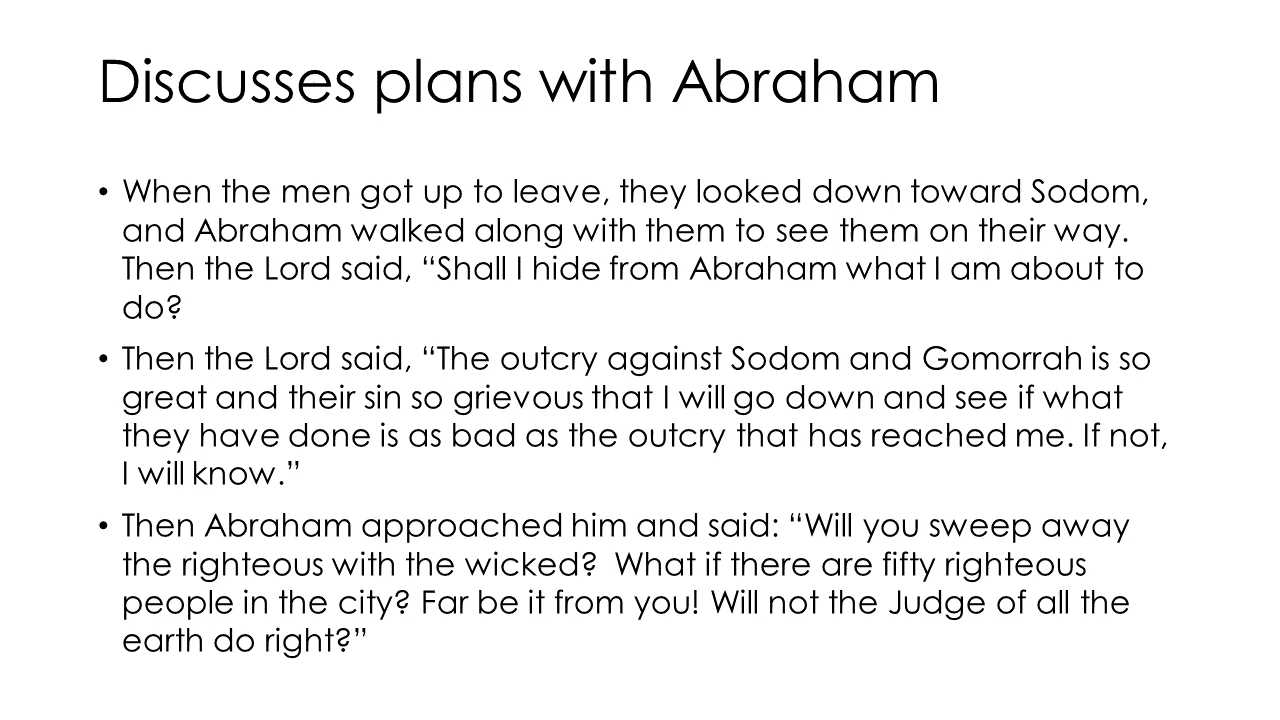 Discusses plans with Abraham
• When the men got up to leave, they looked down toward Sodom,
and Abraham walked along with them to see them on their way.
Then the Lord said, “Shall I hide from Abraham what I am about to
do?
• Then the Lord said, “The outcry against Sodom and Gomorrah is so
great and their sin so grievous that I will go down and see if what
they have done is as bad as the outcry that has reached me. If not,
I will know.”
• Then Abraham approached him and said: “Will you sweep away
the righteous with the wicked?  What if there are fifty righteous
people in the city? Far be it from you! Will not the Judge of all the
earth do right?”